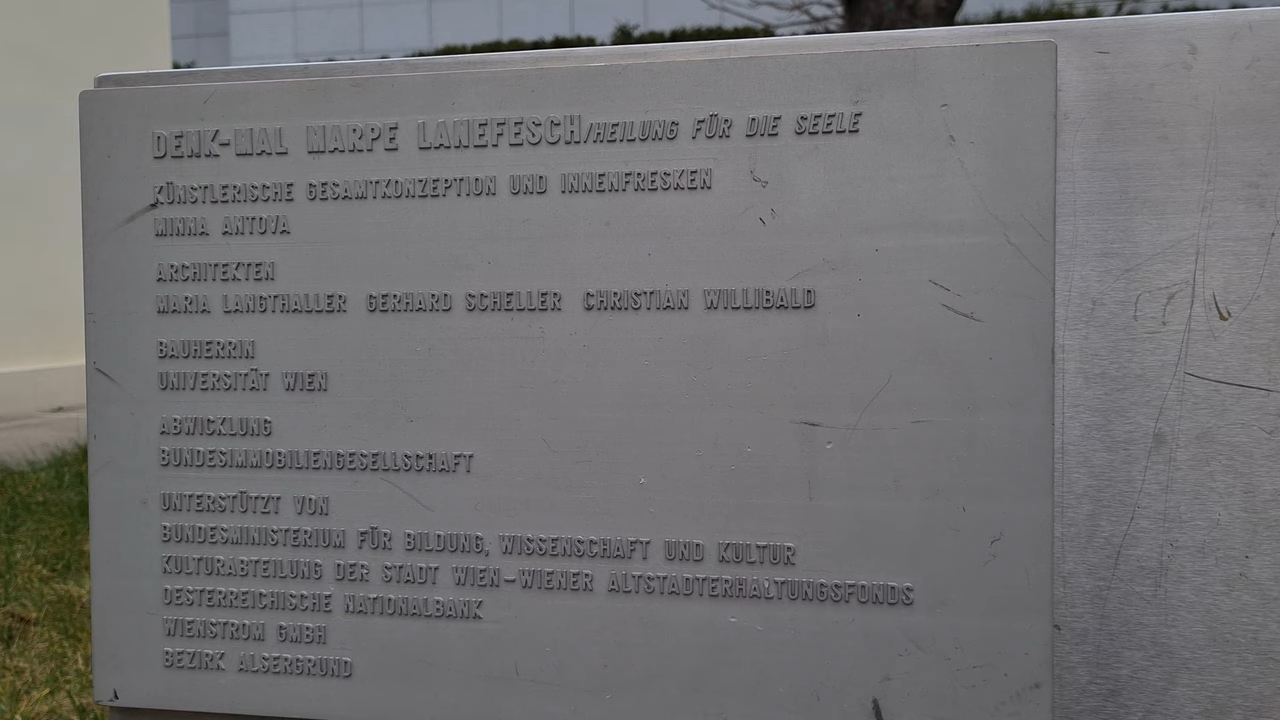 DENK-MAL MARPE LANEFESCH/HEILUNG FÜR DIE SEELE
KÜNSTLERISCHE GESAMTKONZEPTION UND INNENFRESKEN
MINNA ANTOVA
ARCHITEKTEN
MARIA LANGTHALLER GERHARD SCHELLER CHRISTIAN WILLIBALD
BAUHERRIN
UNIVERSITÄT WIEN
ABWICKLUNG
BUNDESIMMOBILIENGESELLSCHAFT
UNTERSTÜTZT VON
BUNDESMINISTERIUM FÜR BILDUNG, WISSENSCHAFT UND KULTUR
KULTURABTEILUNG DER STADT WIEN–WIENER ALTSTADTERHALTUNGSFONDS
OESTERREICHISCHE NATIONALBANK
WIENSTROM GMBH
BEZIRK ALSERGRUND